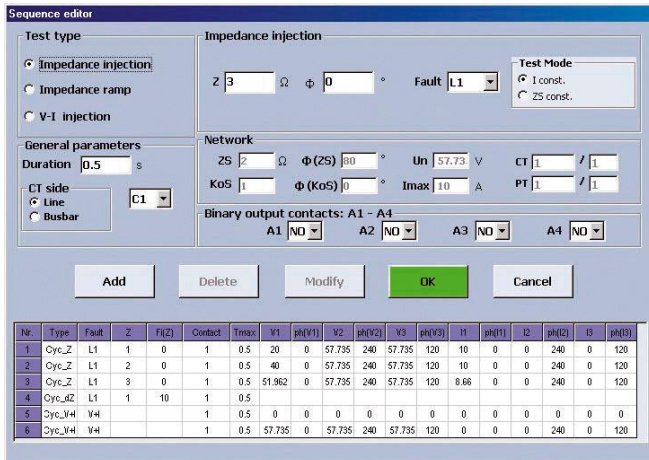 Sequence editor
Test type
Impedance injection
Impedance ramp
V-I injection
General parameters
Duration 0.5 s
CT side
Line
Busbar
C1
Impedance injection
Z 3 Ω Φ 0 ° Fault L1
Test Mode
I const.
ZS const.
Network
ZS 2 Ω Φ(ZS) 80 ° Un 57.73 V CT 1 / 1
KoS 1 Φ(KoS) 0 ° Imax 10 A PT 1 / 1
Binary output contacts: A1 - A4
A1 NO A2 NO A3 NO A4 NO
Add Delete Modify OK Cancel
Nr. Type Fault Z Fi(Z) Contact Tmax V1 ph(V1) V2 ph(V2) V3 ph(V3) I1 ph(I1) I2 ph(I2) I3 ph(I3)
1 Cyc_Z L1 1 0 1 0.5 20 0 57.735 240 57.735 120 10 0 0 240 0 120
2 Cyc_Z L1 2 0 1 0.5 40 0 57.735 240 57.735 120 10 0 0 240 0 120
3 Cyc_Z L1 3 0 1 0.5 51.962 0 57.735 240 57.735 120 8.66 0 0 240 0 120
4 Cyc_dZ L1 1 10 1 0.5
5 Cyc_V+I V+I 1 0.5 0 0 0 0 0 0 0 0 0 0 0 0
6 Cyc_V+I V+I 1 0.5 57.735 0 57.735 240 57.735 120 0 0 0 240 0 120